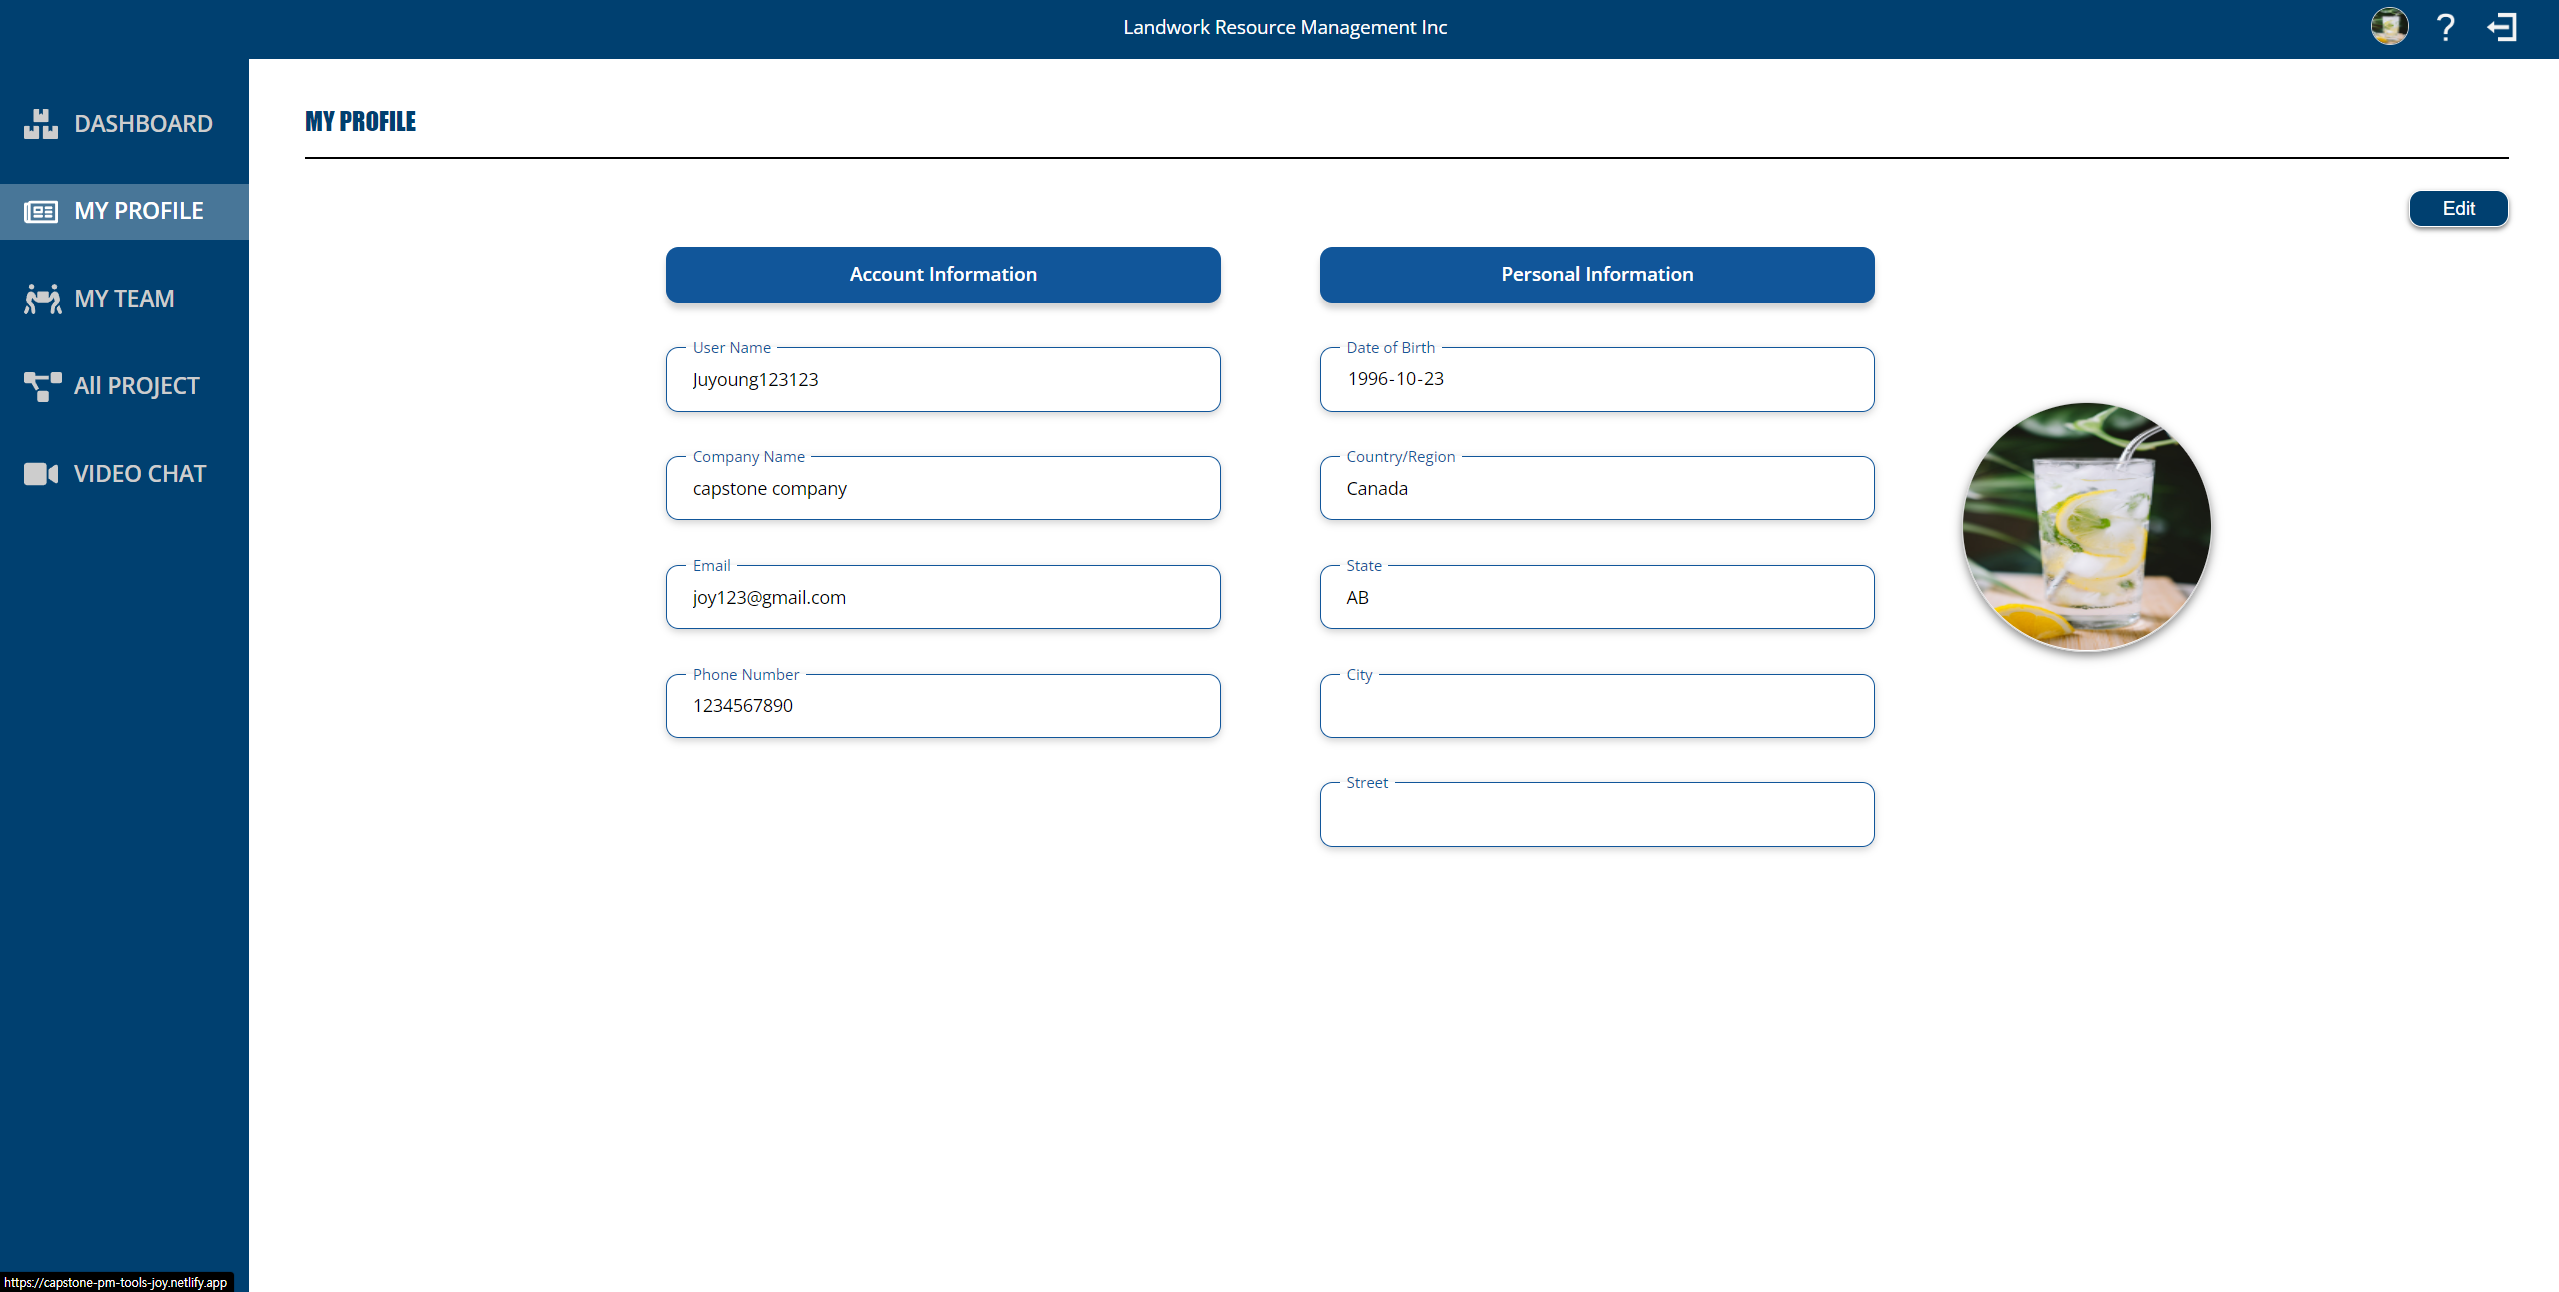 Landwork Resource Management Inc
?
DASHBOARD
MY PROFILE
MY TEAM
All PROJECT
VIDEO CHAT
MY PROFILE
Edit
Account Information
User Name
Juyoung123123
Company Name
capstone company
Email
joy123@gmail.com
Phone Number
1234567890
Personal Information
Date of Birth
1996-10-23
Country/Region
Canada
State
AB
City
Street
https://capstone-pm-tools-joy.netlify.app